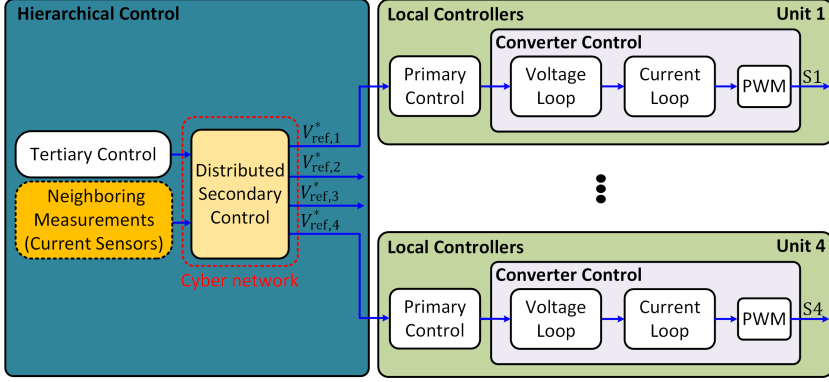 Hierarchical Control
Tertiary Control
Neighboring
Measurements
(Current Sensors)
Distributed
Secondary
Control
Cyber network
V*ref,1
V*ref,2
V*ref,3
V*ref,4
Local Controllers
Unit 1
Converter Control
Primary
Control
Voltage
Loop
Current
Loop
PWM
S1
Local Controllers
Unit 4
Converter Control
Primary
Control
Voltage
Loop
Current
Loop
PWM
S4